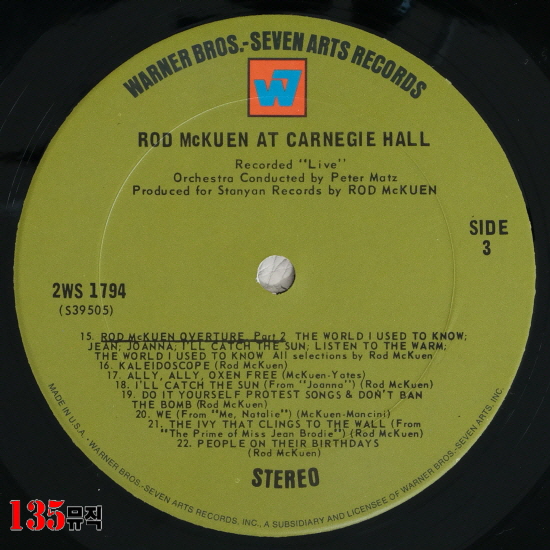 WARNER BROS.-SEVEN ARTS RECORDS
W7
ROD McKUEN AT CARNEGIE HALL
Recorded "Live"
Orchestra Conducted by Peter Matz
Produced for Stanyan Records by ROD McKUEN
SIDE
3
2WS 1794
(S39505)
15. ROD McKUEN OVERTURE, Part 2 THE WORLD I USED TO KNOW;
JEAN; JOANNA; I'LL CATCH THE SUN; LISTEN TO THE WARM;
THE WORLD I USED TO KNOW All selections by Rod McKuen
16. KALEIDOSCOPE (Rod McKuen)
17. ALLY, ALLY, OXEN FREE (McKuen-Yates)
18. I'LL CATCH THE SUN (From "Joanna") (Rod McKuen)
19. DO IT YOURSELF PROTEST SONGS & DON'T BAN
THE BOMB (Rod McKuen)
20. WE (From "Me, Natalie") (McKuen-Mancini)
21. THE IVY THAT CLINGS TO THE WALL (From
"The Prime of Miss Jean Brodie") (Rod McKuen)
22. PEOPLE ON THEIR BIRTHDAYS
(Rod McKuen)
STEREO
MADE IN U.S.A. - WARNER BROS.-SEVEN ARTS RECORDS, INC., A SUBSIDIARY AND LICENSEE OF WARNER BROS.-SEVEN ARTS, INC.
135뮤직